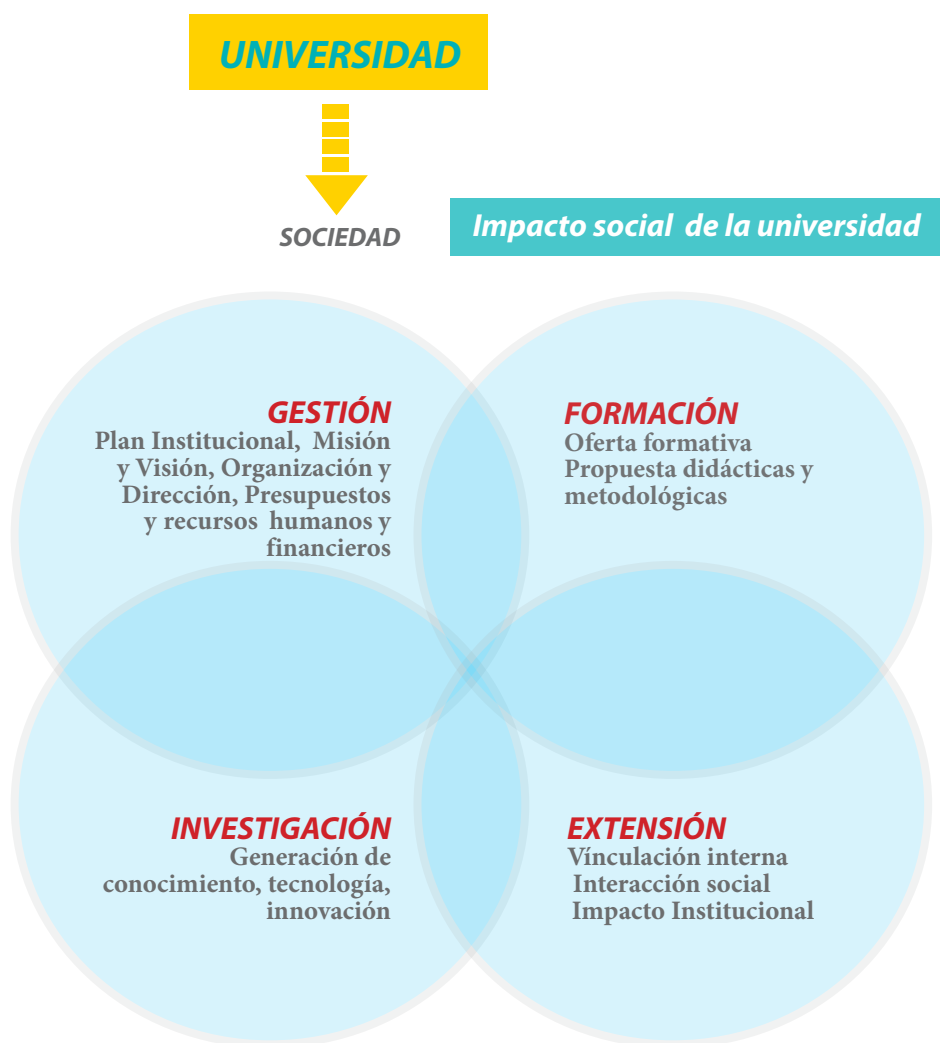 UNIVERSIDAD
SOCIEDAD
Impacto social de la universidad
GESTIÓN
Plan Institucional, Misión
y Visión, Organización y
Dirección, Presupuestos
y recursos humanos y
financieros
FORMACIÓN
Oferta formativa
Propuesta didácticas y
metodológicas
INVESTIGACIÓN
Generación de
conocimiento, tecnología,
innovación
EXTENSIÓN
Vínculación interna
Interacción social
Impacto Institucional